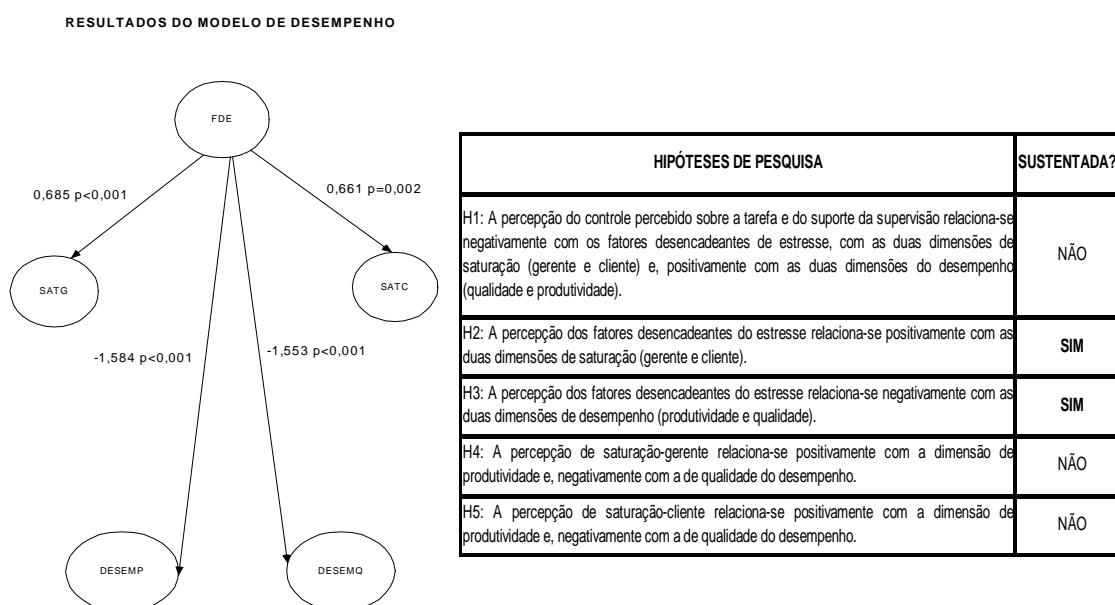 RESULTADOS DO MODELO DE DESEMPENHO
FDE
0,685 p<0,001
0,661 p=0,002
SATG
SATC
-1,584 p<0,001
-1,553 p<0,001
DESEMP
DESEMQ
HIPÓTESES DE PESQUISA
SUSTENTADA?
H1: A percepção do controle percebido sobre a tarefa e do suporte da supervisão relaciona-se
negativamente com os fatores desencadeantes de estresse, com as duas dimensões de
saturação (gerente e cliente) e, positivamente com as duas dimensões do desempenho
(qualidade e produtividade).
NÃO
H2: A percepção dos fatores desencadeantes do estresse relaciona-se positivamente com as
duas dimensões de saturação (gerente e cliente).
SIM
H3: A percepção dos fatores desencadeantes do estresse relaciona-se negativamente com as
duas dimensões de desempenho (produtividade e qualidade).
SIM
H4: A percepção de saturação-gerente relaciona-se positivamente com a dimensão de
produtividade e, negativamente com a de qualidade do desempenho.
NÃO
H5: A percepção de saturação-cliente relaciona-se positivamente com a dimensão de
produtividade e, negativamente com a de qualidade do desempenho.
NÃO